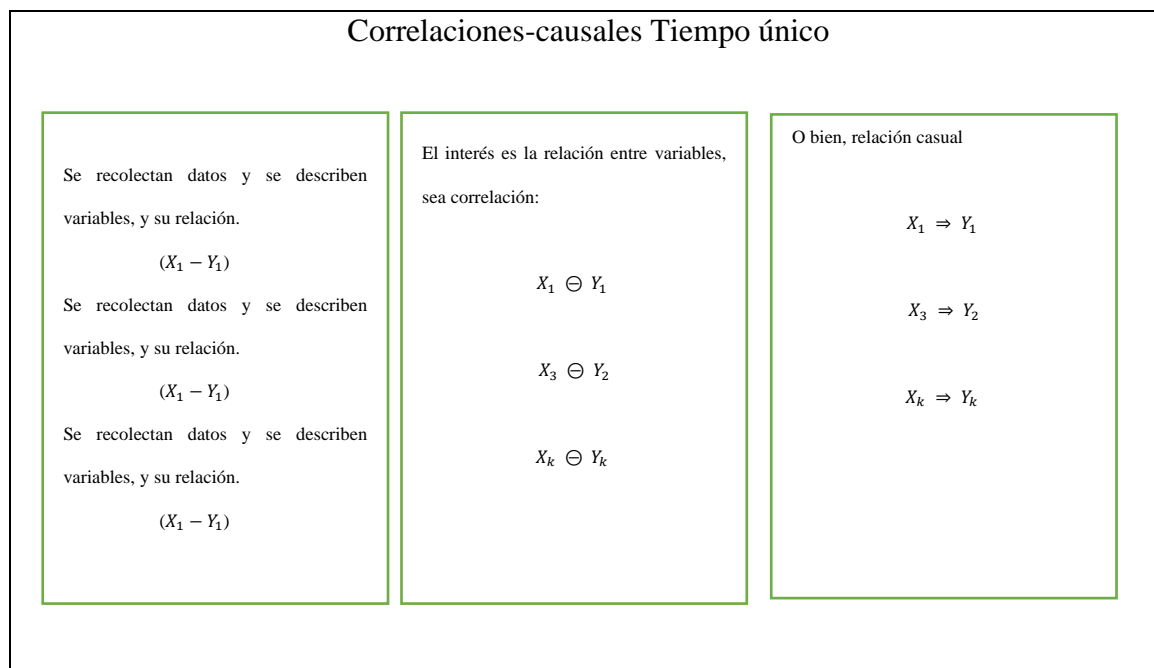 Correlaciones-causales Tiempo único
Se recolectan datos y se describen
variables, y su relación.
(X₁ − Y₁)
Se recolectan datos y se describen
variables, y su relación.
(X₁ − Y₁)
Se recolectan datos y se describen
variables, y su relación.
(X₁ − Y₁)
El interés es la relación entre variables,
sea correlación:
X₁ ⊖ Y₁
X₃ ⊖ Y₂
Xₖ ⊖ Yₖ
O bien, relación casual
X₁ ⇒ Y₁
X₃ ⇒ Y₂
Xₖ ⇒ Yₖ